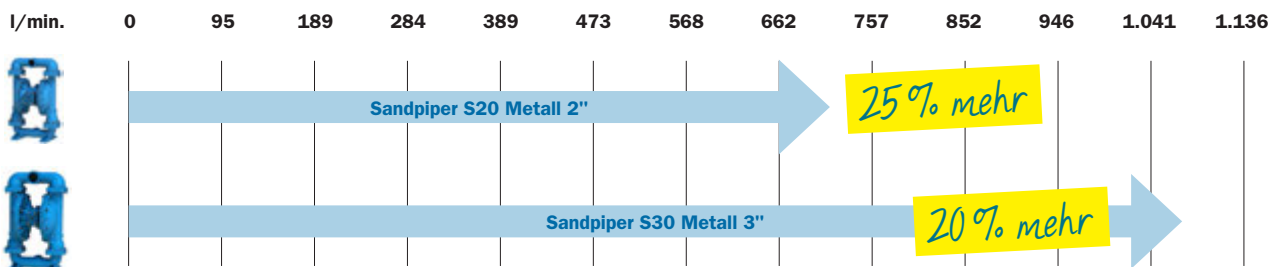 l/min. 0 95 189 284 389 473 568 662 757 852 946 1.041 1.136
Sandpiper S20 Metall 2" 25 % mehr
Sandpiper S30 Metall 3" 20 % mehr